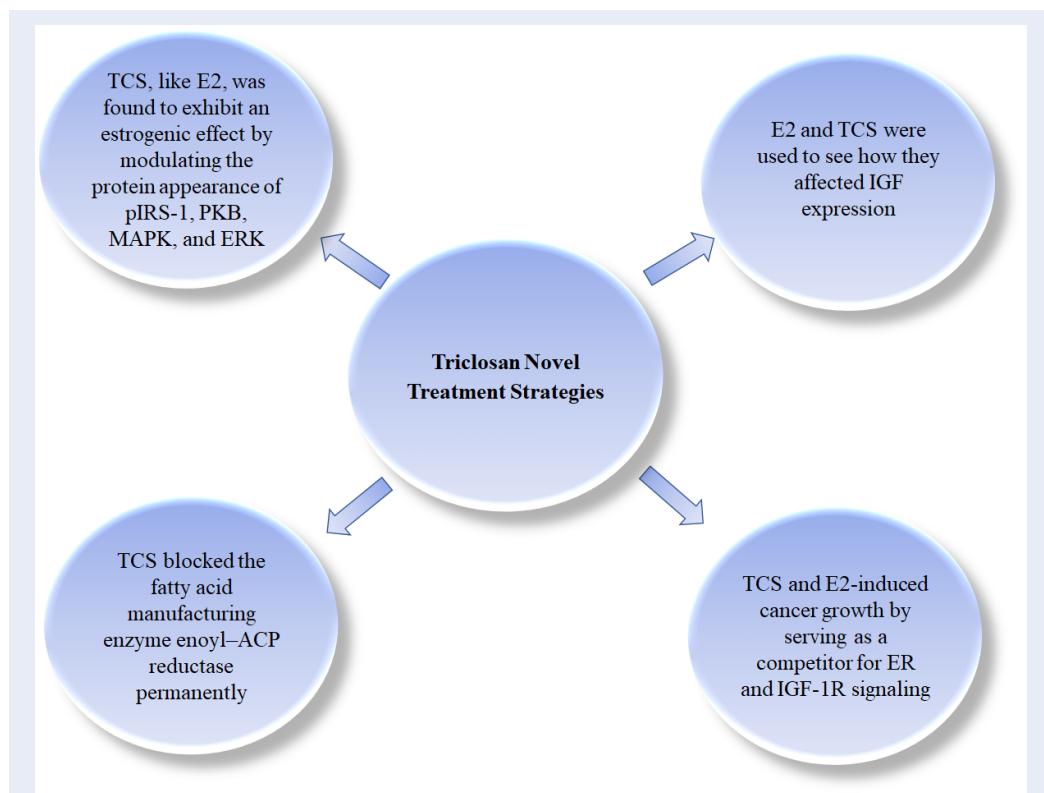 TCS, like E2, was
found to exhibit an
estrogenic effect by
modulating the
protein appearance of
pIRS-1, PKB,
MAPK, and ERK
E2 and TCS were
used to see how they
affected IGF
expression
Triclosan Novel
Treatment Strategies
TCS blocked the
fatty acid
manufacturing
enzyme enoyl–ACP
reductase
permanently
TCS and E2-induced
cancer growth by
serving as a
competitor for ER
and IGF-1R signaling